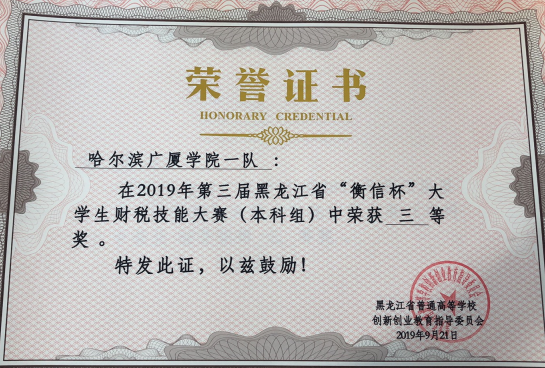 荣誉证书
HONORARY CREDENTIAL
哈尔滨广厦学院一队：
在2019年第三届黑龙江省“衡信杯”大
学生财税技能大赛（本科组）中荣获三等
奖。
特发此证，以兹鼓励！
黑龙江省普通高等学校
创新创业教育指导委员会
2019年9月21日